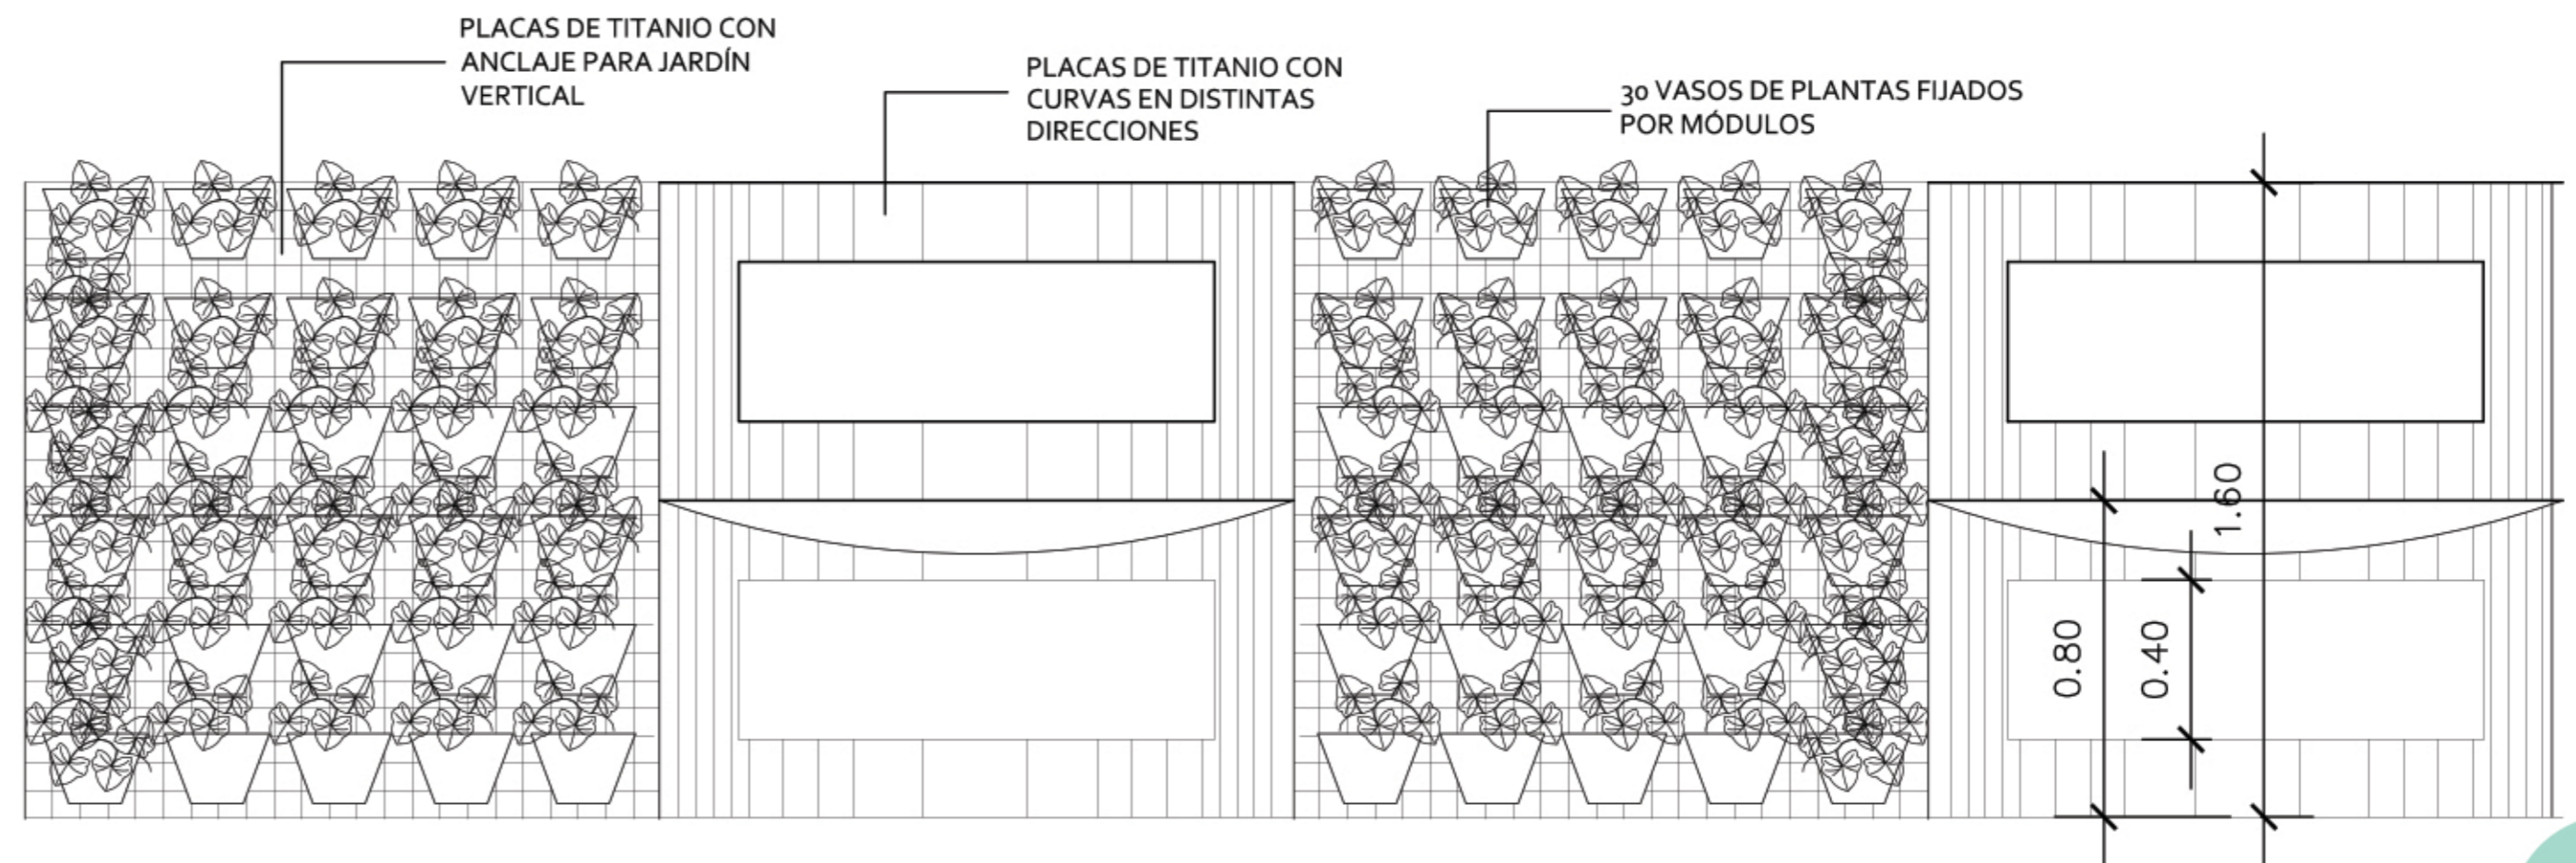 PLACAS DE TITANIO CON
ANCLAJE PARA JARDÍN
VERTICAL
PLACAS DE TITANIO CON
CURVAS EN DISTINTAS
DIRECCIONES
30 VASOS DE PLANTAS FIJADOS
POR MÓDULOS
1.60
0.80
0.40